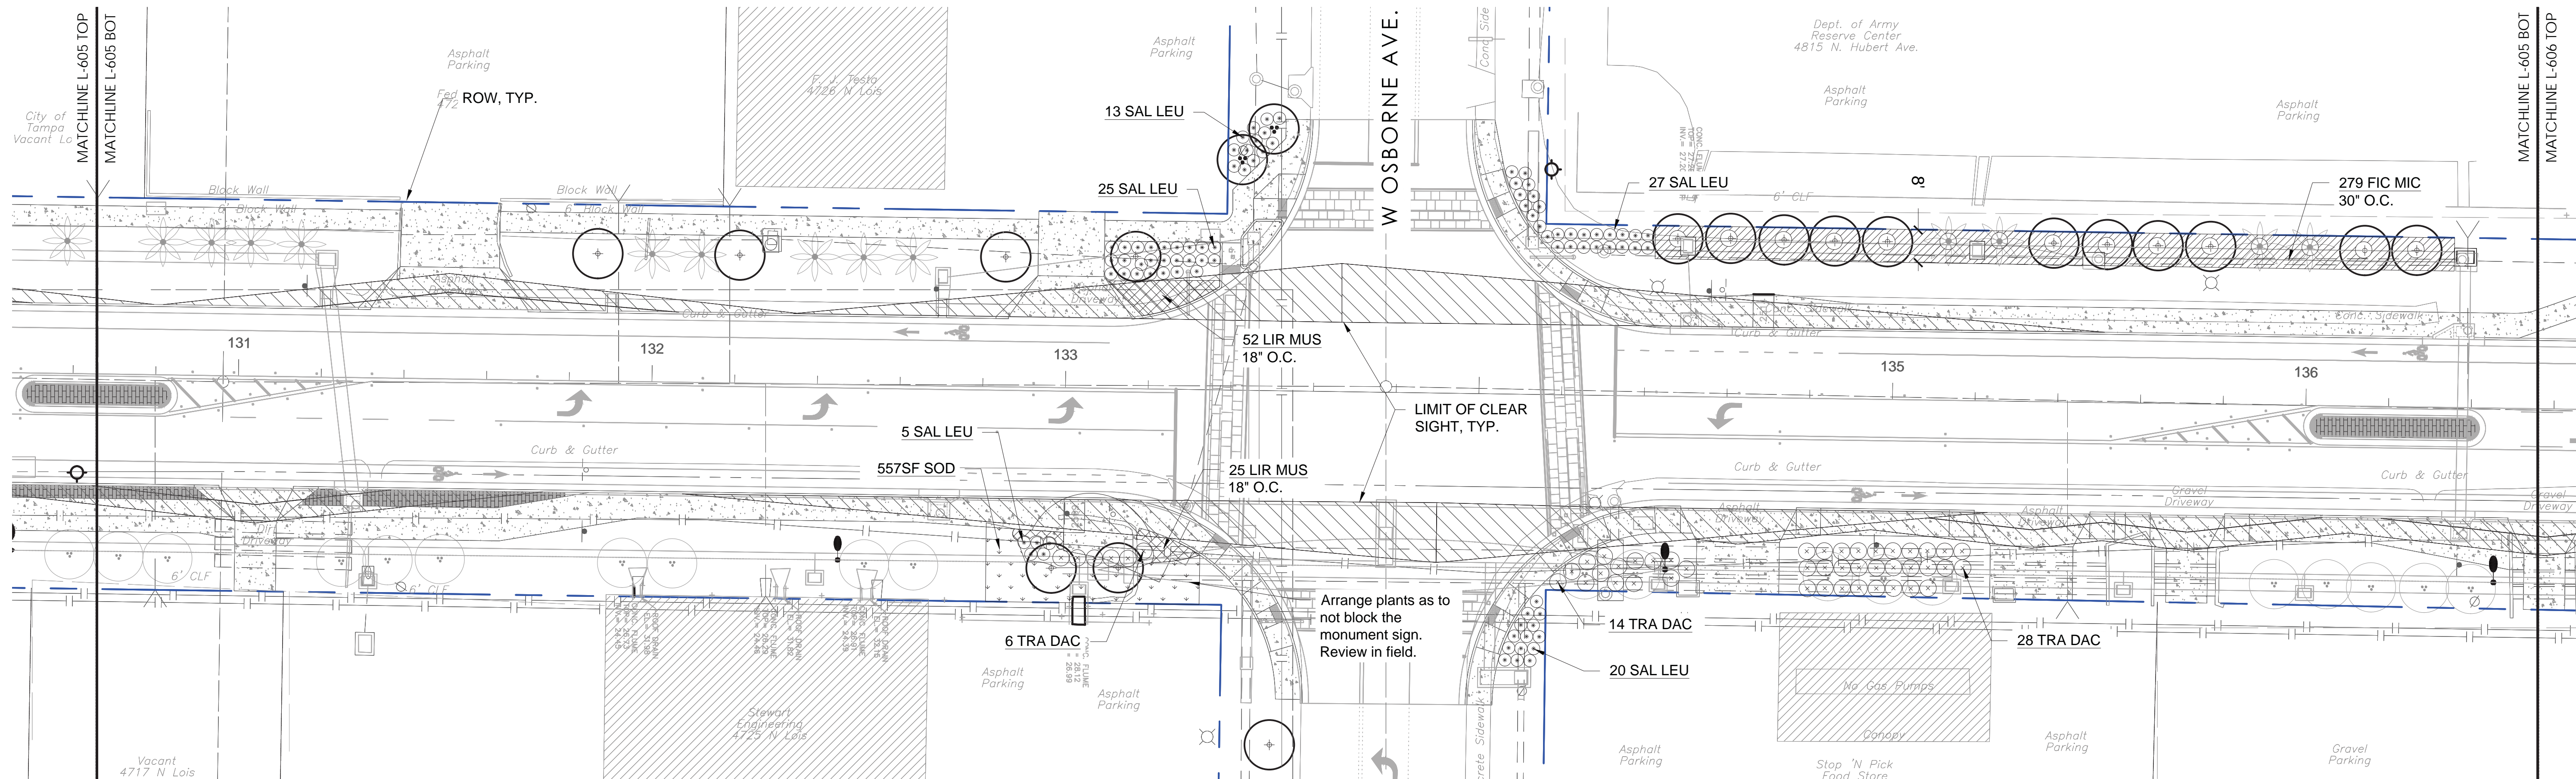 MATCHLINE L-605 TOP
MATCHLINE L-605 BOT
City of
Tampa
Asphalt
Parking
ROW, TYP.
F. J. Testa
4726 N Lois
Asphalt
Parking
13 SAL LEU
25 SAL LEU
W OSBORNE AVE.
27 SAL LEU
8'
Dept. of Army
Reserve Center
4815 N. Hubert Ave.
Asphalt
Parking
Asphalt
Parking
279 FIC MIC
30" O.C.
MATCHLINE L-605 BOT
MATCHLINE L-606 TOP
Block Wall
6' Block Wall
Block Wall
6' Block Wall
6' CLF
Asphalt
Driveway
Driveway
Curb & Gutter
Curb & Gutter
Conc. Sidewalk
52 LIR MUS
18" O.C.
131
132
133
135
136
LIMIT OF CLEAR
SIGHT, TYP.
5 SAL LEU
557SF SOD
25 LIR MUS
18" O.C.
Curb & Gutter
Curb & Gutter
Curb & Gutter
Dirt
Driveway
Asphalt
Driveway
Asphalt
Driveway
Gravel
Driveway
Gravel
Driveway
6' CLF
6' CLF
Arrange plants as to
not block the
monument sign.
Review in field.
6 TRA DAC
14 TRA DAC
28 TRA DAC
20 SAL LEU
Asphalt
Parking
Asphalt
Parking
Stewart
Engineering
4725 N Lois
Vacant
4717 N Lois
No Gas Pumps
Canopy
Stop 'N Pick
Food Store
Asphalt
Parking
Asphalt
Parking
Gravel
Parking